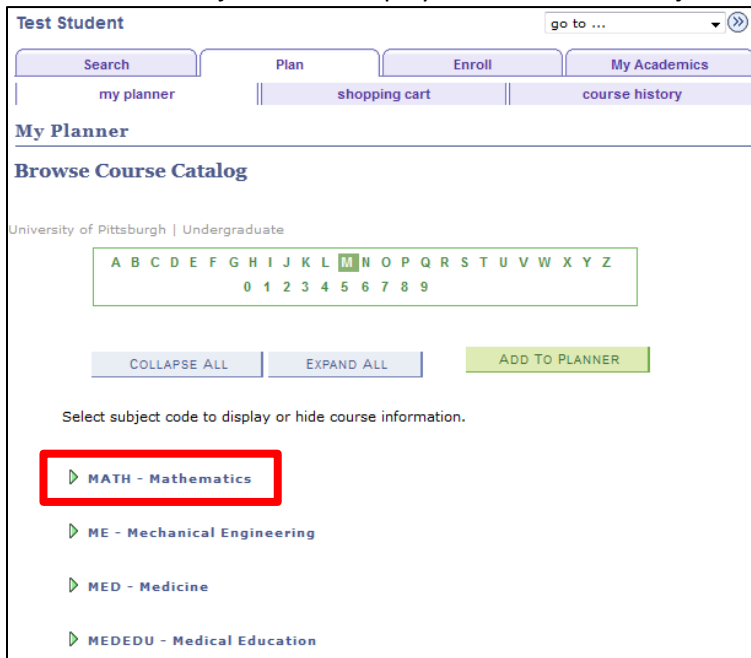 Test Student go to ...
Search Plan Enroll My Academics
my planner shopping cart course history
My Planner
Browse Course Catalog
University of Pittsburgh | Undergraduate
A B C D E F G H I J K L M N O P Q R S T U V W X Y Z
0 1 2 3 4 5 6 7 8 9
COLLAPSE ALL EXPAND ALL ADD TO PLANNER
Select subject code to display or hide course information.
MATH - Mathematics
ME - Mechanical Engineering
MED - Medicine
MEDEDU - Medical Education